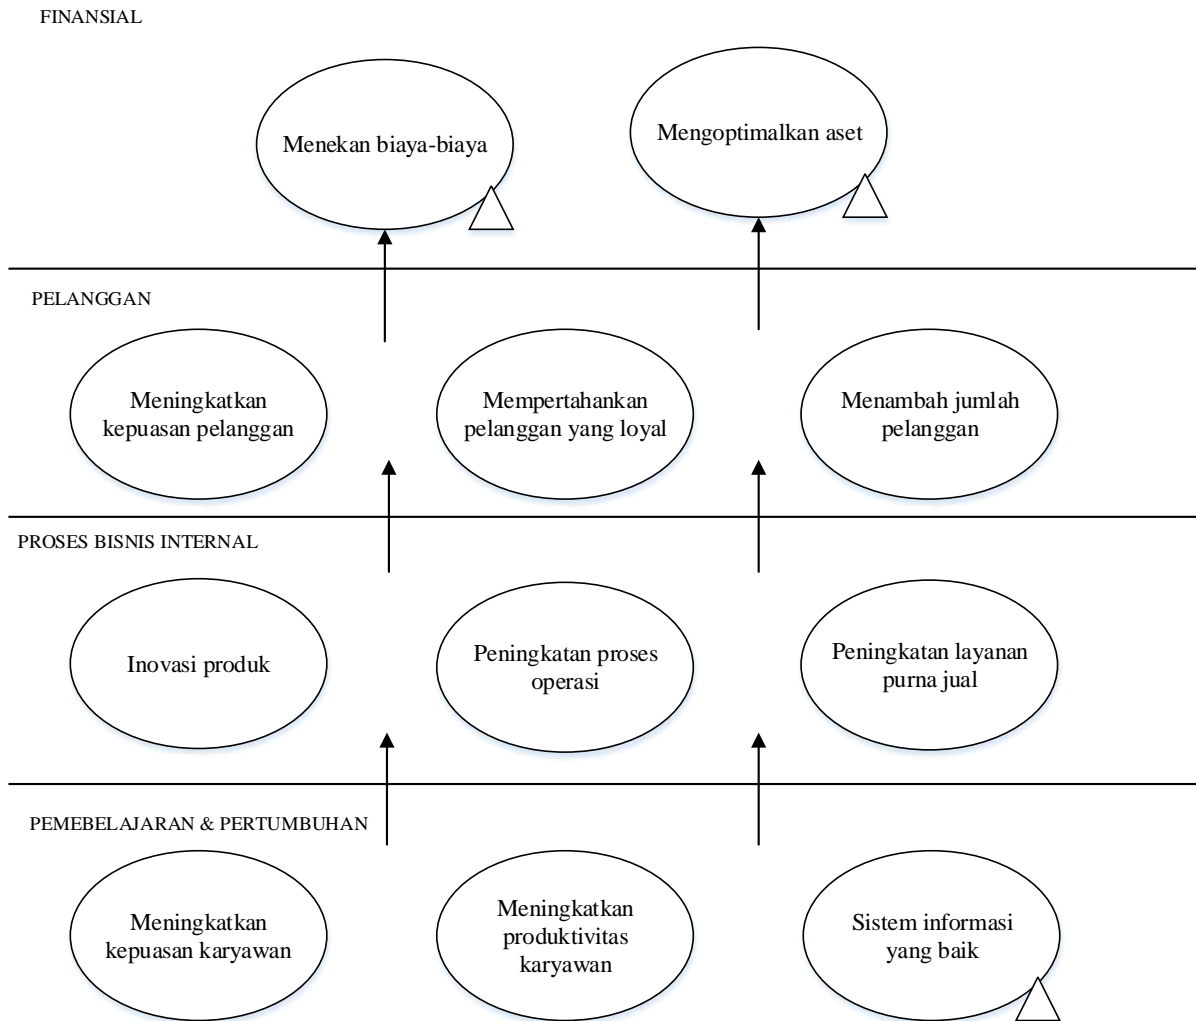 FINANSIAL
Menekan biaya-biaya
Mengoptimalkan aset
PELANGGAN
Meningkatkan
kepuasan pelanggan
Mempertahankan
pelanggan yang loyal
Menambah jumlah
pelanggan
PROSES BISNIS INTERNAL
Inovasi produk
Peningkatan proses
operasi
Peningkatan layanan
purna jual
PEMEBELAJARAN & PERTUMBUHAN
Meningkatkan
kepuasan karyawan
Meningkatkan
produktivitas
karyawan
Sistem informasi
yang baik